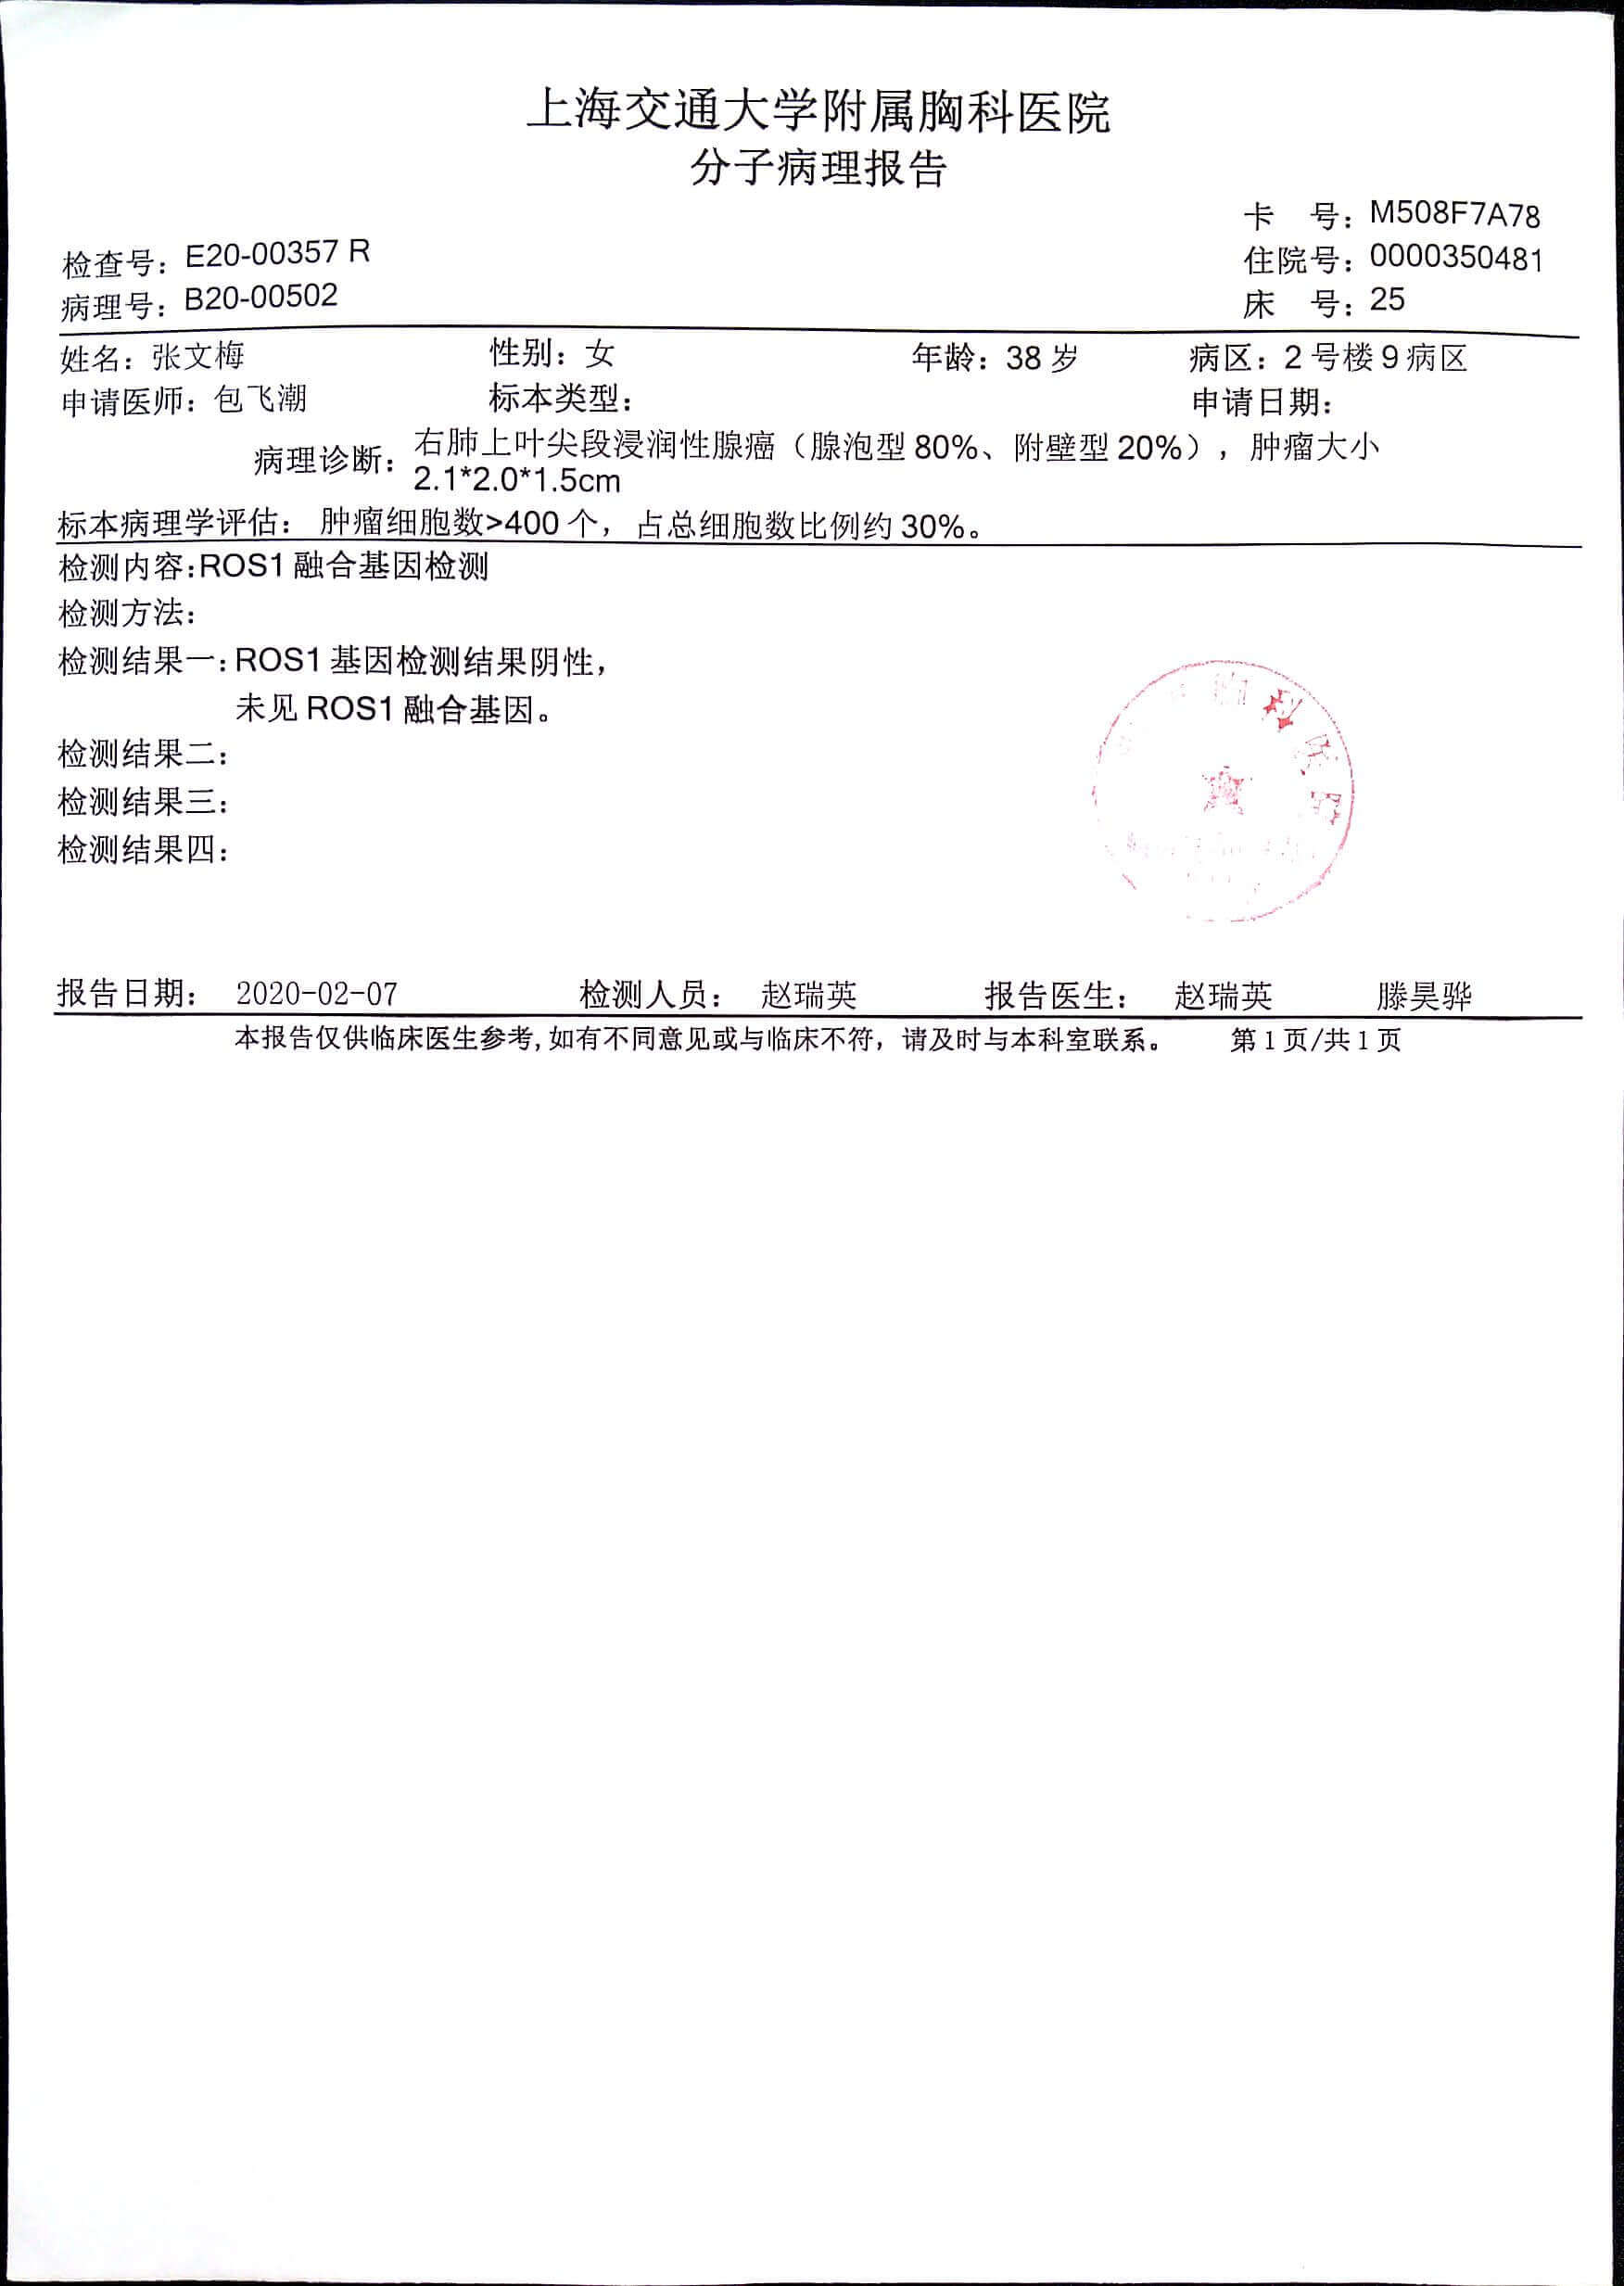 上海交通大学附属胸科医院
分子病理报告
卡 号：M508F7A78
检查号：E20-00357 R
住院号：0000350481
病理号：B20-00502
床 号：25
姓名：张文梅 性别：女 年龄：38 岁 病区：2 号楼 9 病区
申请医师：包飞潮 标本类型： 申请日期：
病理诊断：右肺上叶尖段浸润性腺癌（腺泡型 80%、附壁型 20%），肿瘤大小
2.1*2.0*1.5cm
标本病理学评估： 肿瘤细胞数>400 个，占总细胞数比例约 30%。
检测内容:ROS1 融合基因检测
检测方法：
检测结果一:ROS1 基因检测结果阴性，
未见 ROS1 融合基因。
检测结果二：
检测结果三：
检测结果四：
科医院
报告日期： 2020-02-07 检测人员： 赵瑞英 报告医生： 赵瑞英 滕昊骅
本报告仅供临床医生参考,如有不同意见或与临床不符，请及时与本科室联系。 第 1 页/共 1 页